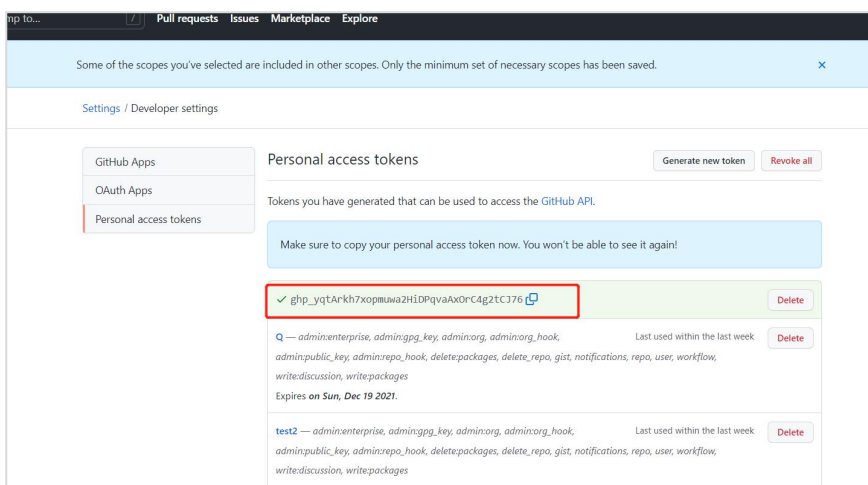 mp to...
/
Pull requests Issues Marketplace Explore
Some of the scopes you've selected are included in other scopes. Only the minimum set of necessary scopes has been saved.
Settings / Developer settings
GitHub Apps
OAuth Apps
Personal access tokens
Personal access tokens
Generate new token
Revoke all
Tokens you have generated that can be used to access the GitHub API.
Make sure to copy your personal access token now. You won't be able to see it again!
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
Delete
Q — admin:enterprise, admin:gpg_key, admin:org, admin:org_hook,
Last used within the last week
Delete
admin:public_key, admin:repo_hook, delete:packages, delete_repo, gist, notifications, repo, user, workflow,
write:discussion, write:packages
Expires on Sun, Dec 19 2021.
test2 — admin:enterprise, admin:gpg_key, admin:org, admin:org_hook,
Last used within the last week
Delete
admin:public_key, admin:repo_hook, delete:packages, delete_repo, gist, notifications, repo, user, workflow,
write:discussion, write:packages